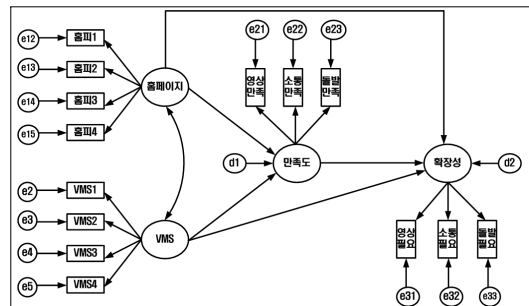 e21
e22
e23
e12
홈피1
e13
홈피2
e14
홈피3
e15
홈피4
홈페이지
영상
만족
소통
만족
돌발
만족
d1
만족도
확장성
d2
e2
VMS1
e3
VMS2
e4
VMS3
e5
VMS4
VMS
영상
필요
소통
필요
돌발
필요
e31
e32
e33